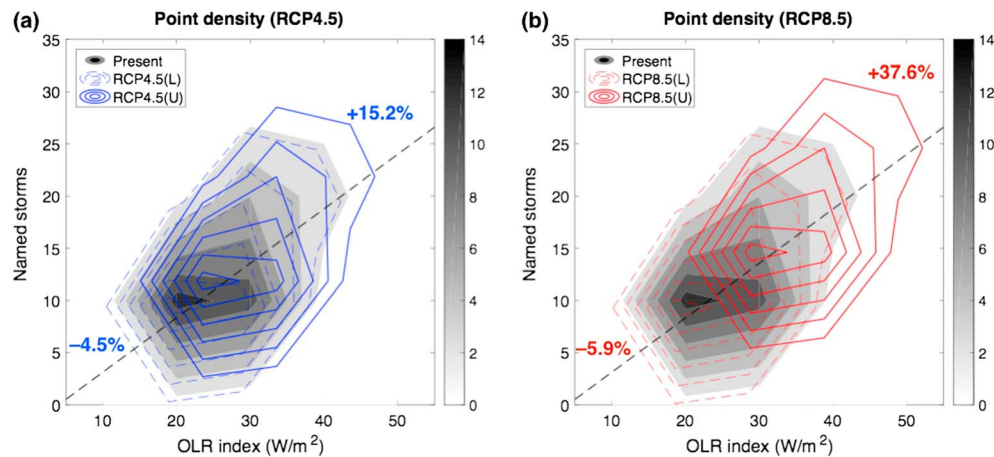 (a) Point density (RCP4.5)
35
30
25
20
15
10
5
0
Named storms
Present
RCP4.5(L)
RCP4.5(U)
+15.2%
−4.5%
10 20 30 40 50
OLR index (W/m²)
14
12
10
8
6
4
2
0
(b) Point density (RCP8.5)
35
30
25
20
15
10
5
0
Named storms
Present
RCP8.5(L)
RCP8.5(U)
+37.6%
−5.9%
10 20 30 40 50
OLR index (W/m²)
14
12
10
8
6
4
2
0